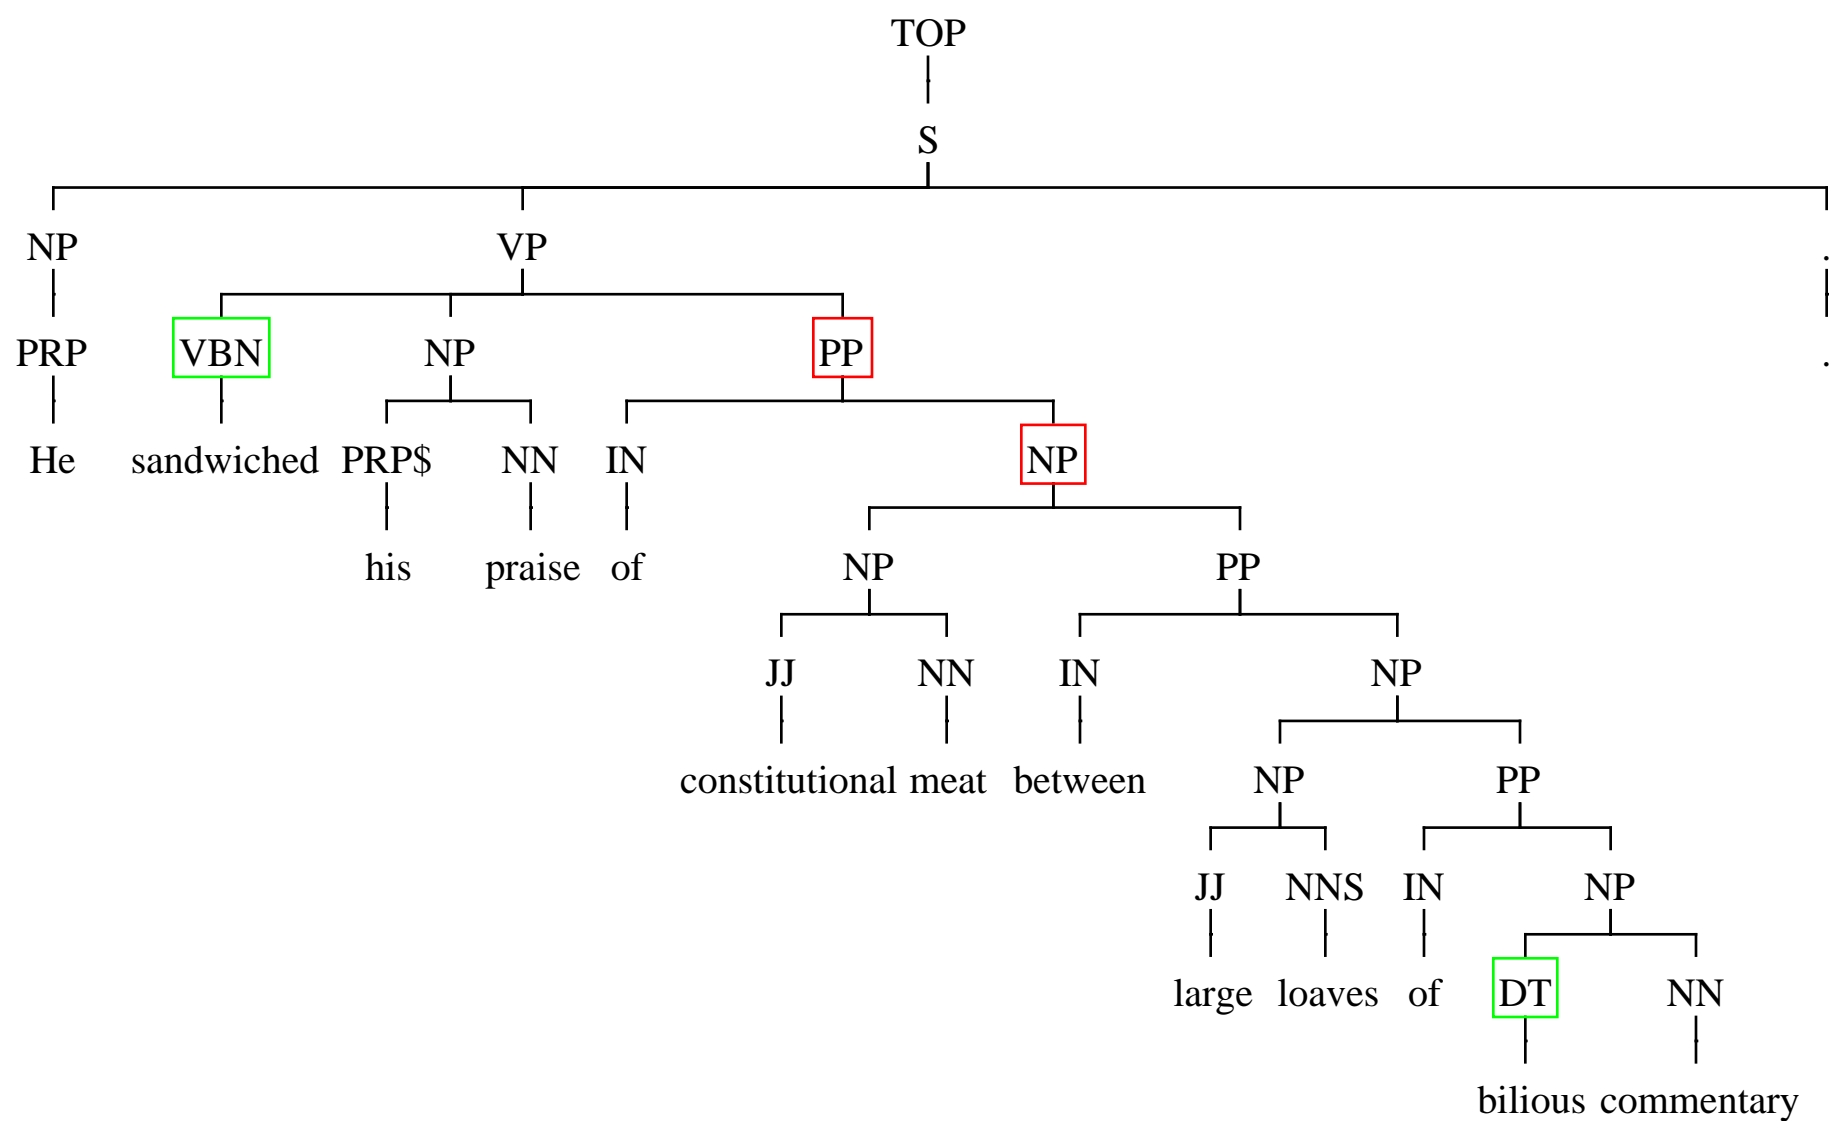 TOP
S
NP VP .
PRP VBN NP PP .
He sandwiched PRP$ NN IN NP
his praise of NP PP
JJ NN IN NP
constitutional meat between NP PP
JJ NNS IN NP
large loaves of DT NN
bilious commentary